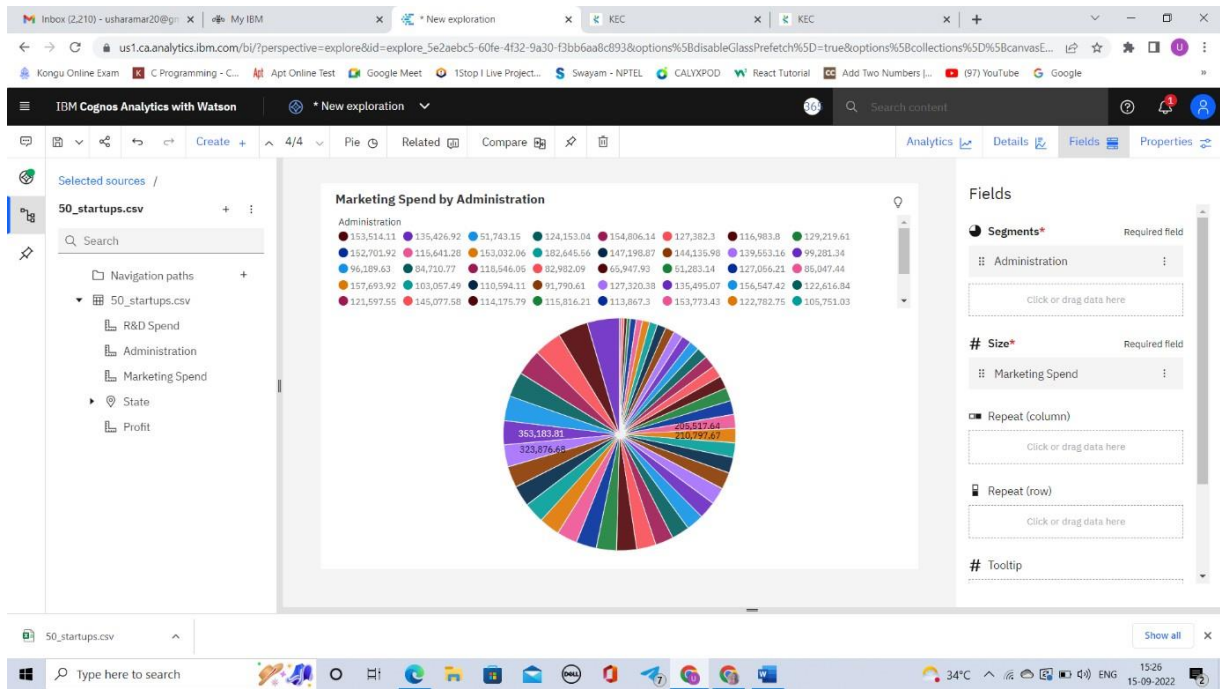 Inbox (2,210) - usharamar20@gm
My IBM
* New exploration
KEC
KEC
us1.ca.analytics.ibm.com/bi/?perspective=explore&id=explore_5e2aebc5-60fe-4f32-9a30-f3bb6aa8c893&options%5BdisableGlassPrefetch%5D=true&options%5Bcollections%5D%5BcanvasE...
Kongu Online Exam
C Programming - C...
Apt Online Test
Google Meet
1Stop I Live Project...
Swayam - NPTEL
CALYXPOD
React Tutorial
Add Two Numbers |...
(97) YouTube
Google
IBM Cognos Analytics with Watson
* New exploration
365
Search content
1
Create +
4/4
Pie
Related
Compare
Analytics
Details
Fields
Properties
Selected sources /
50_startups.csv
Search
Navigation paths
50_startups.csv
R&D Spend
Administration
Marketing Spend
State
Profit
Marketing Spend by Administration
Administration
153,514.11 135,426.92 51,743.15 124,153.04 154,806.14 127,382.3 116,983.8 129,219.61
152,701.92 115,641.28 153,032.06 182,645.56 147,198.87 144,135.98 139,553.16 99,281.34
96,189.63 84,710.77 118,546.05 82,982.09 65,947.93 51,283.14 127,056.21 85,047.44
157,693.92 103,057.49 110,594.11 91,790.61 127,320.38 135,495.07 156,547.42 122,616.84
121,597.55 145,077.58 114,175.79 115,816.21 113,867.3 153,773.43 122,782.75 105,751.03
353,183.81
323,876.68
205,517.64
210,797.67
Fields
Segments* Required field
Administration
Click or drag data here
# Size* Required field
Marketing Spend
Repeat (column)
Click or drag data here
Repeat (row)
Click or drag data here
# Tooltip
50_startups.csv
Show all
Type here to search
DELL
34°C
ENG
15:26
15-09-2022